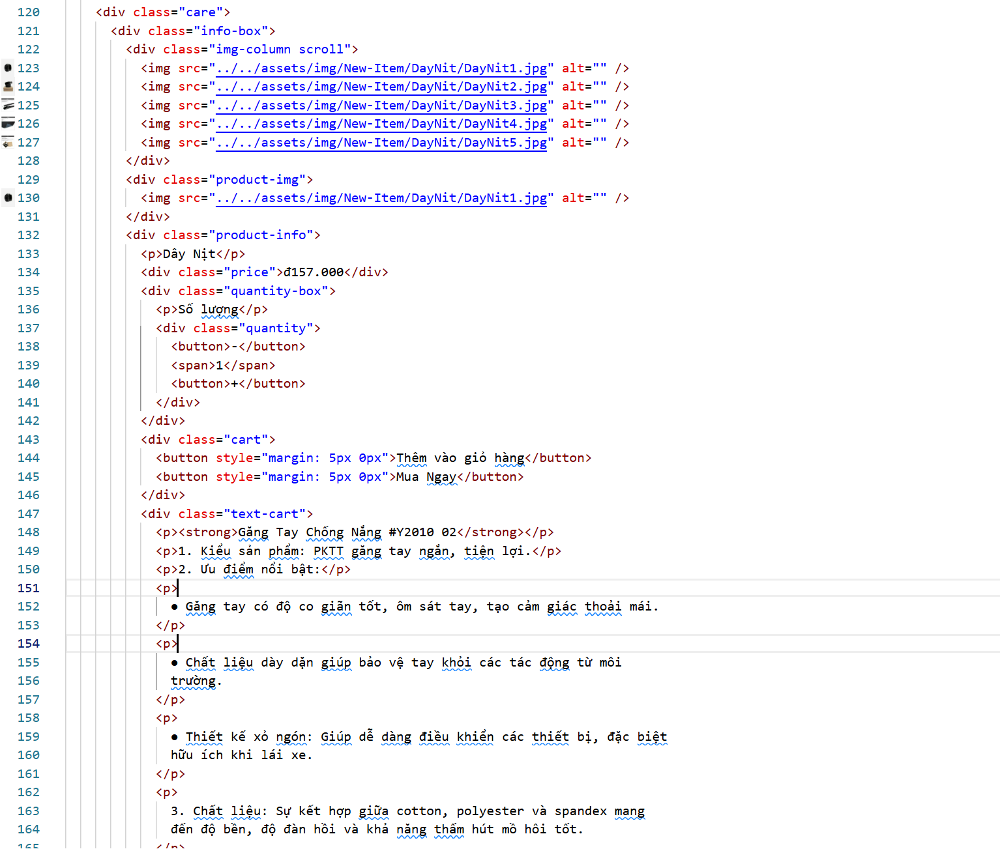 120 <div class="care">
121 <div class="info-box">
122 <div class="img-column scroll">
123 <img src="../../assets/img/New-Item/DayNit/DayNit1.jpg" alt="" />
124 <img src="../../assets/img/New-Item/DayNit/DayNit2.jpg" alt="" />
125 <img src="../../assets/img/New-Item/DayNit/DayNit3.jpg" alt="" />
126 <img src="../../assets/img/New-Item/DayNit/DayNit4.jpg" alt="" />
127 <img src="../../assets/img/New-Item/DayNit/DayNit5.jpg" alt="" />
128 </div>
129 <div class="product-img">
130 <img src="../../assets/img/New-Item/DayNit/DayNit1.jpg" alt="" />
131 </div>
132 <div class="product-info">
133 <p>Dây Nịt</p>
134 <div class="price">đ157.000</div>
135 <div class="quantity-box">
136 <p>Số lượng</p>
137 <div class="quantity">
138 <button>-</button>
139 <span>1</span>
140 <button>+</button>
141 </div>
142 </div>
143 <div class="cart">
144 <button style="margin: 5px 0px">Thêm vào giỏ hàng</button>
145 <button style="margin: 5px 0px">Mua Ngay</button>
146 </div>
147 <div class="text-cart">
148 <p><strong>Găng Tay Chống Nắng #Y2010 02</strong></p>
149 <p>1. Kiểu sản phẩm: PKTT găng tay ngắn, tiện lợi.</p>
150 <p>2. Ưu điểm nổi bật:</p>
151 <p>
152 ● Găng tay có độ co giãn tốt, ôm sát tay, tạo cảm giác thoải mái.
153 </p>
154 <p>
155 ● Chất liệu dày dặn giúp bảo vệ tay khỏi các tác động từ môi
156 trường.
157 </p>
158 <p>
159 ● Thiết kế xỏ ngón: Giúp dễ dàng điều khiển các thiết bị, đặc biệt
160 hữu ích khi lái xe.
161 </p>
162 <p>
163 3. Chất liệu: Sự kết hợp giữa cotton, polyester và spandex mang
164 đến độ bền, độ đàn hồi và khả năng thấm hút mồ hôi tốt.
165 </p>